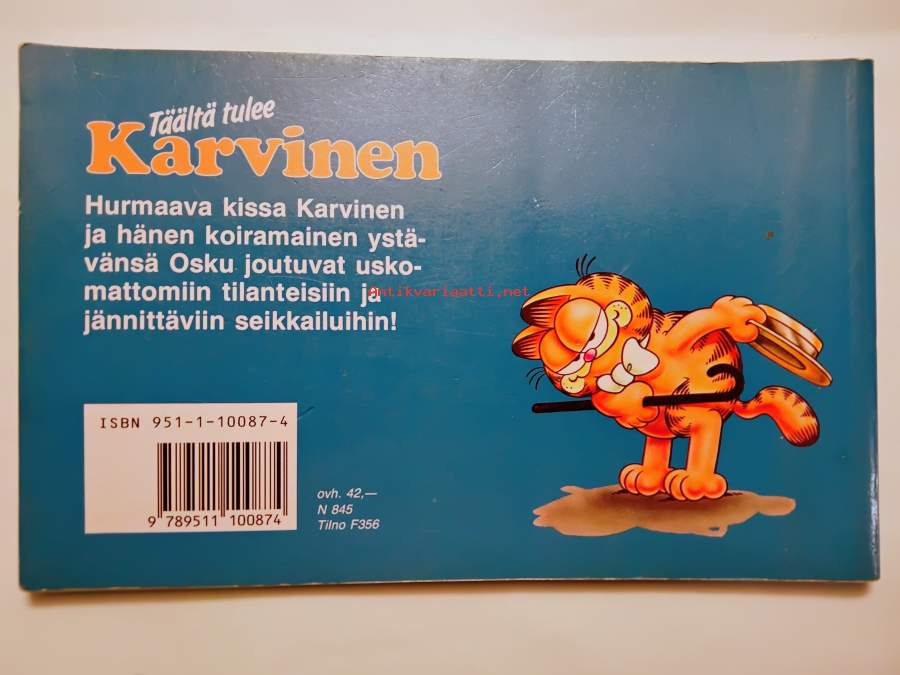 Täältä tulee
Karvinen
Hurmaava kissa Karvinen
ja hänen koiramainen ystä-
vänsä Osku joutuvat usko-
mattomiin tilanteisiin ja
jännittäviin seikkailuihin!
Antikvariaatti.net
ISBN 951-1-10087-4
9 789511 100874
ovh. 42,—
N 845
Tilno F356